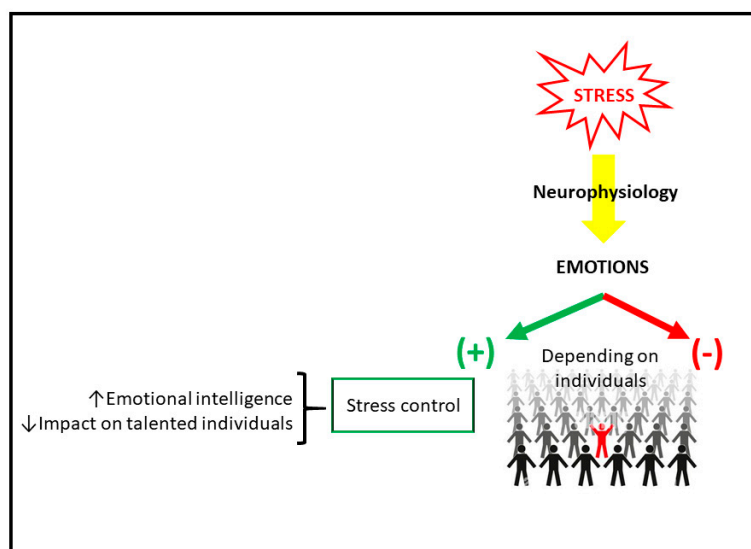 STRESS
Neurophysiology
EMOTIONS
(+)
(-)
Depending on
individuals
↑Emotional intelligence
↓Impact on talented individuals
Stress control